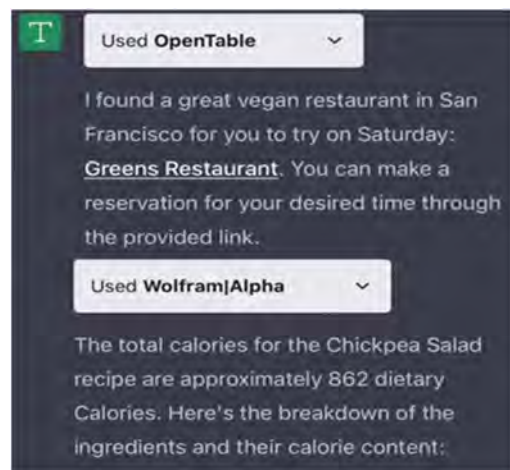 T
Used OpenTable
I found a great vegan restaurant in San
Francisco for you to try on Saturday:
Greens Restaurant. You can make a
reservation for your desired time through
the provided link.
Used Wolfram|Alpha
The total calories for the Chickpea Salad
recipe are approximately 862 dietary
Calories. Here's the breakdown of the
ingredients and their calorie content: